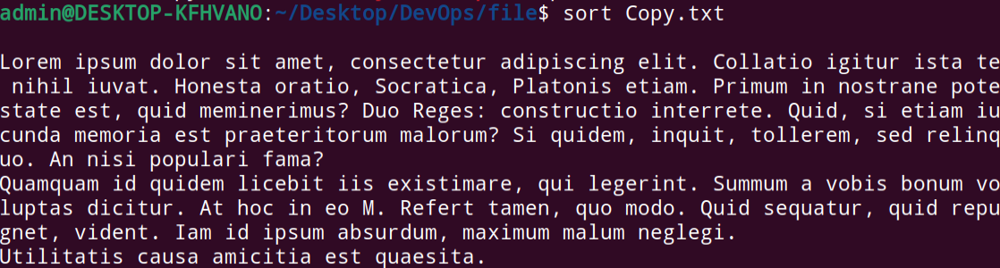 admin@DESKTOP-KFHVANO:~/Desktop/DevOps/file$ sort Copy.txt

Lorem ipsum dolor sit amet, consectetur adipiscing elit. Collatio igitur ista te
 nihil iuvat. Honesta oratio, Socratica, Platonis etiam. Primum in nostrane pote
state est, quid meminerimus? Duo Reges: constructio interrete. Quid, si etiam iu
cunda memoria est praeteritorum malorum? Si quidem, inquit, tollerem, sed relinq
uo. An nisi populari fama?
Quamquam id quidem licebit iis existimare, qui legerint. Summum a vobis bonum vo
luptas dicitur. At hoc in eo M. Refert tamen, quo modo. Quid sequatur, quid repu
gnet, vident. Iam id ipsum absurdum, maximum malum neglegi.
Utilitatis causa amicitia est quaesita.